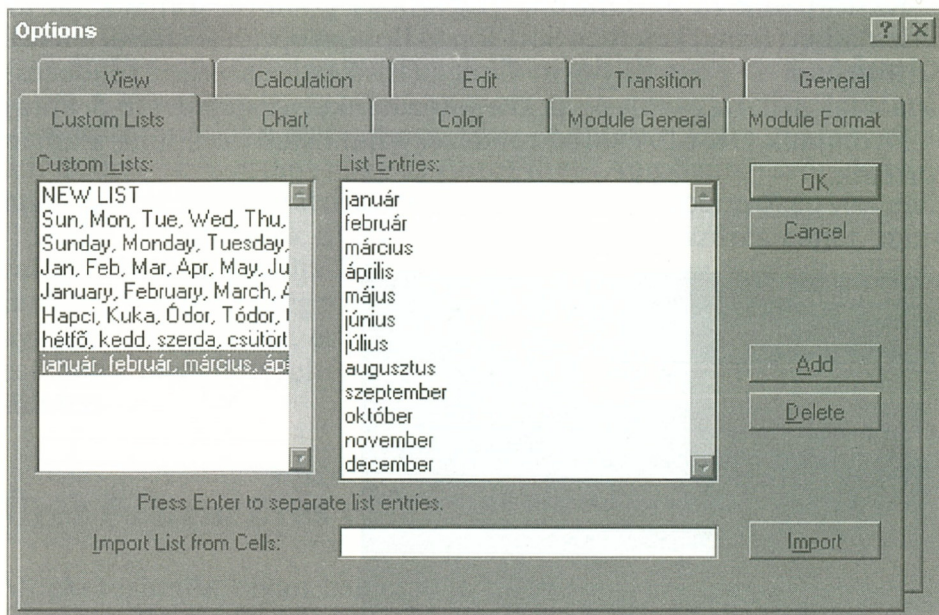 Options
View Calculation Edit Transition General
Custom Lists Chart Color Module General Module Format
Custom Lists:
NEW LIST
Sun, Mon, Tue, Wed, Thu,
Sunday, Monday, Tuesday,
Jan, Feb, Mar, Apr, May, Ju
January, February, March, A
Hapci, Kuka, Ódor, Tódor,
hétfõ, kedd, szerda, csütört
január, február, március, ápr
List Entries:
január
február
március
április
május
június
július
augusztus
szeptember
október
november
december
OK
Cancel
Add
Delete
Press Enter to separate list entries.
Import List from Cells:
Import